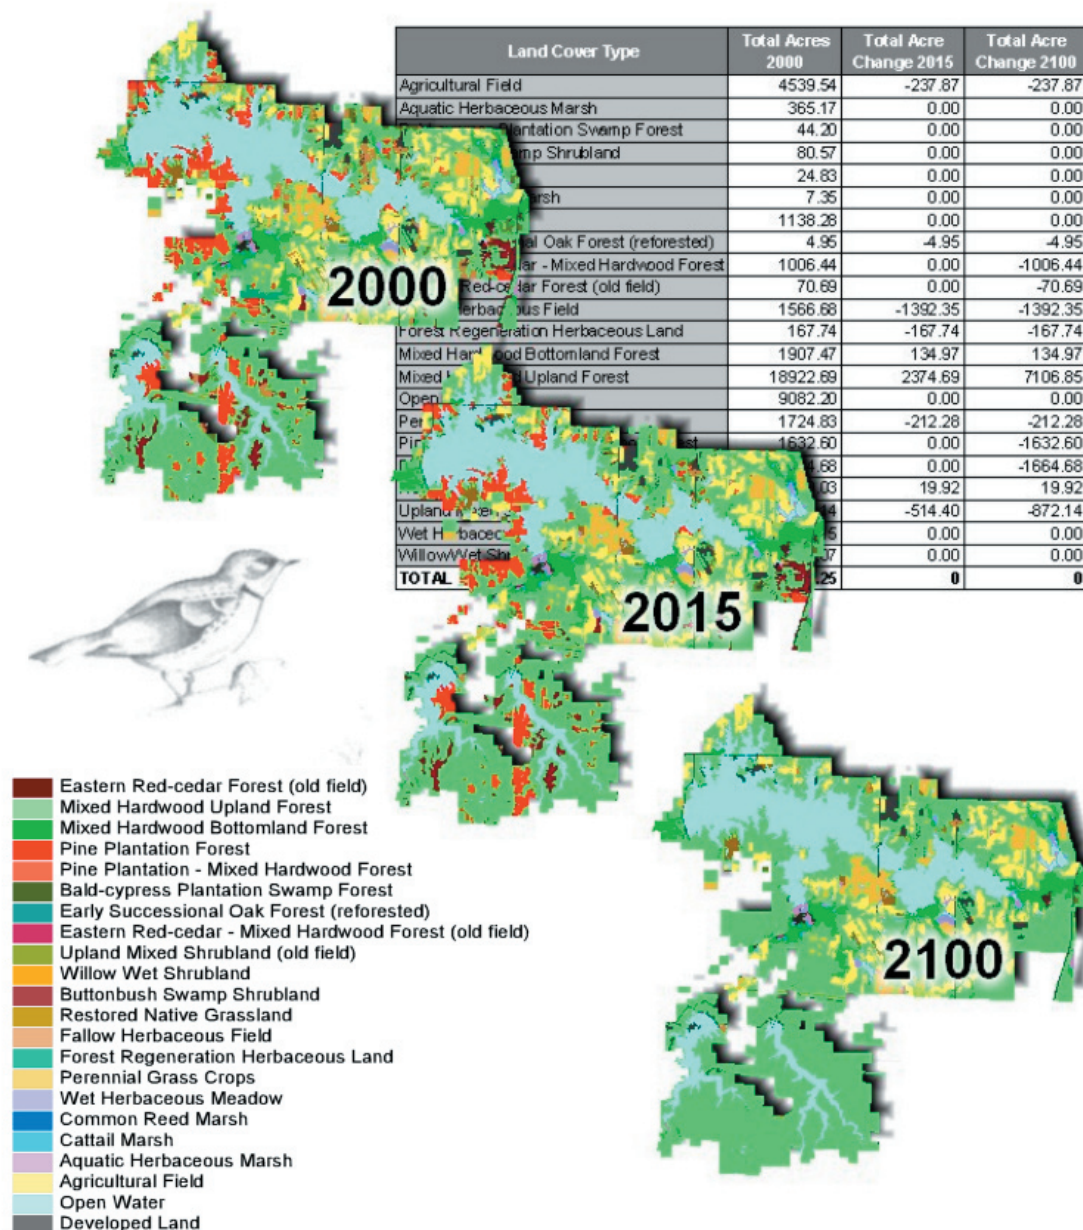 Land Cover Type Total Acres 2000 Total Acre Change 2015 Total Acre Change 2100
Agricultural Field 4539.54 -237.87 -237.87
Aquatic Herbaceous Marsh 365.17 0.00 0.00
Plantation Swamp Forest 44.20 0.00 0.00
Shrubland 80.57 0.00 0.00
24.83 0.00 0.00
7.35 0.00 0.00
1138.28 0.00 0.00
Oak Forest (reforested) 4.95 -4.95 -4.95
- Mixed Hardwood Forest 1006.44 0.00 -1006.44
Red-cedar Forest (old field) 70.69 0.00 -70.69
Field 1566.68 -1392.35 -1392.35
Forest Regeneration Herbaceous Land 167.74 -167.74 -167.74
Mixed Hardwood Bottomland Forest 1907.47 134.97 134.97
Mixed Upland Forest 18922.69 2374.69 7106.85
Open 9082.20 0.00 0.00
1724.83 -212.28 -212.28
1632.60 0.00 -1632.60
0.00 -1664.68
19.92 19.92
Upland -514.40 -872.14
Wet 0.00 0.00
Willow Wet 0.00 0.00
TOTAL 0 0
2000
2015
2100
Eastern Red-cedar Forest (old field)
Mixed Hardwood Upland Forest
Mixed Hardwood Bottomland Forest
Pine Plantation Forest
Pine Plantation - Mixed Hardwood Forest
Bald-cypress Plantation Swamp Forest
Early Successional Oak Forest (reforested)
Eastern Red-cedar - Mixed Hardwood Forest (old field)
Upland Mixed Shrubland (old field)
Willow Wet Shrubland
Buttonbush Swamp Shrubland
Restored Native Grassland
Fallow Herbaceous Field
Forest Regeneration Herbaceous Land
Perennial Grass Crops
Wet Herbaceous Meadow
Common Reed Marsh
Cattail Marsh
Aquatic Herbaceous Marsh
Agricultural Field
Open Water
Developed Land